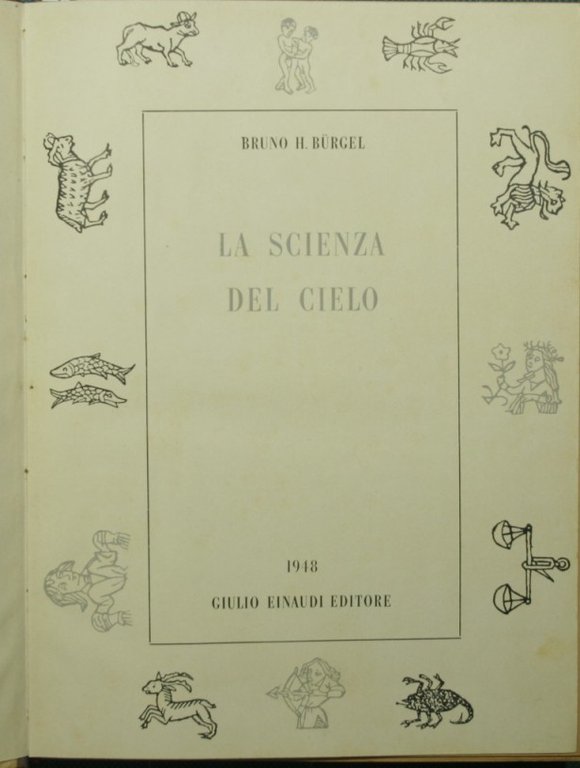 BRUNO H. BÜRGEL
LA SCIENZA
DEL CIELO
1948
GIULIO EINAUDI EDITORE